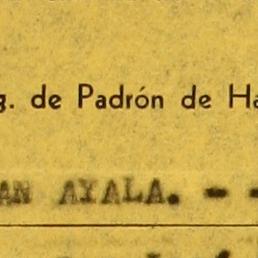 g. de Padrón de Ha
AN AYALA. - -